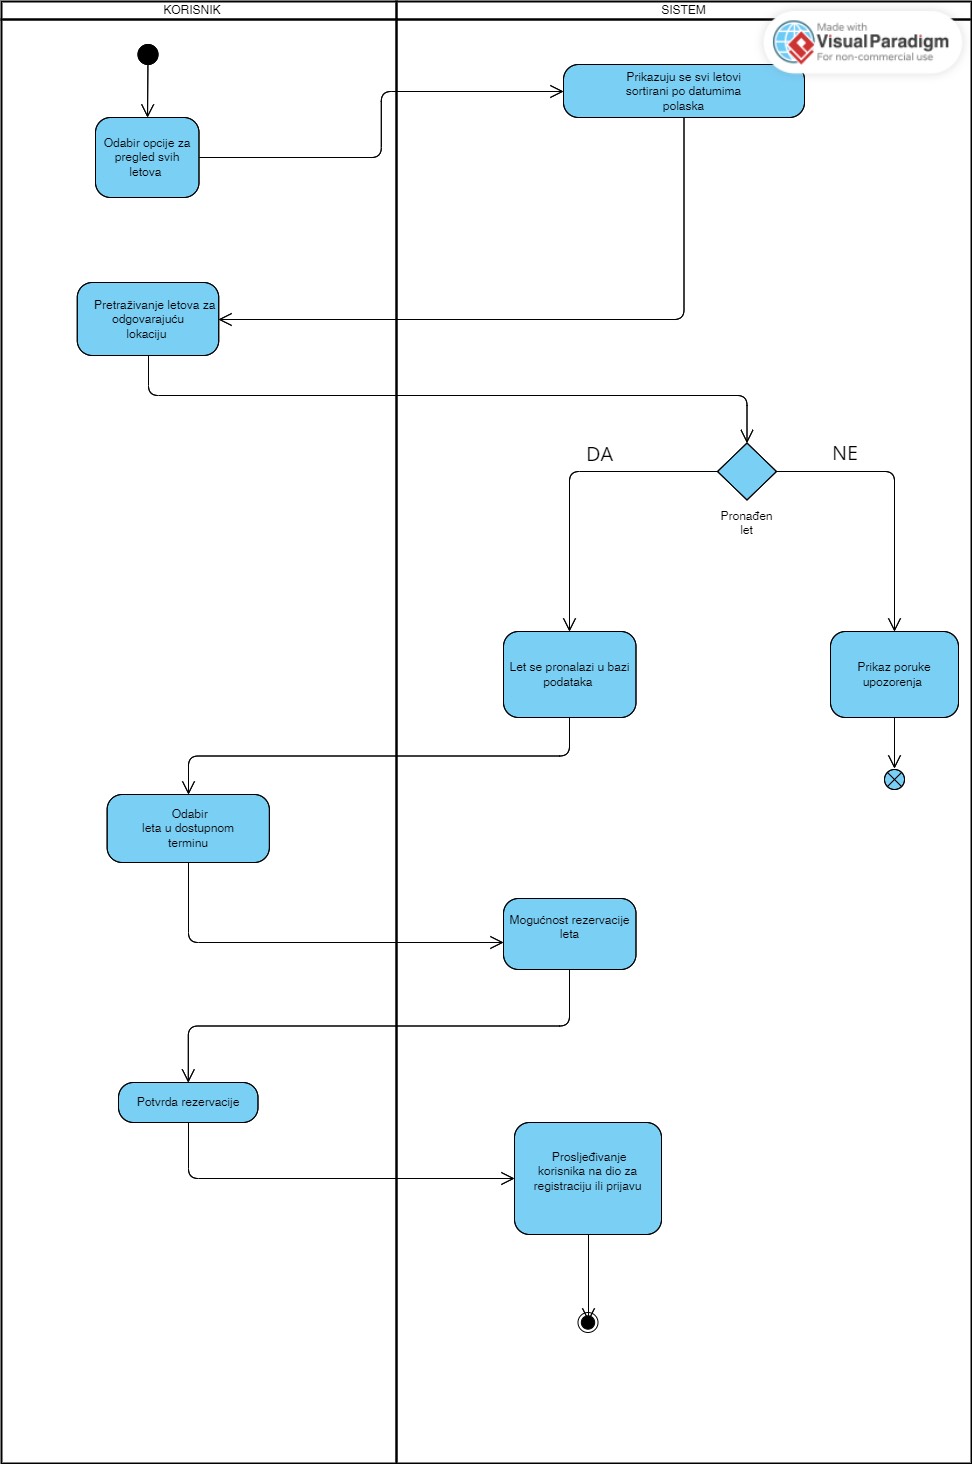 KORISNIK
SISTEM
Made with
VisualParadigm
For non-commercial use
Prikazuju se svi letovi
sortirani po datumima
polaska
Odabir opcije za
pregled svih
letova
Pretraživanje letova za
odgovarajuću
lokaciju
DA
NE
Pronađen
let
Let se pronalazi u bazi
podataka
Prikaz poruke
upozorenja
Odabir
leta u dostupnom
terminu
Mogućnost rezervacije
leta
Potvrda rezervacije
Prosljeđivanje
korisnika na dio za
registraciju ili prijavu